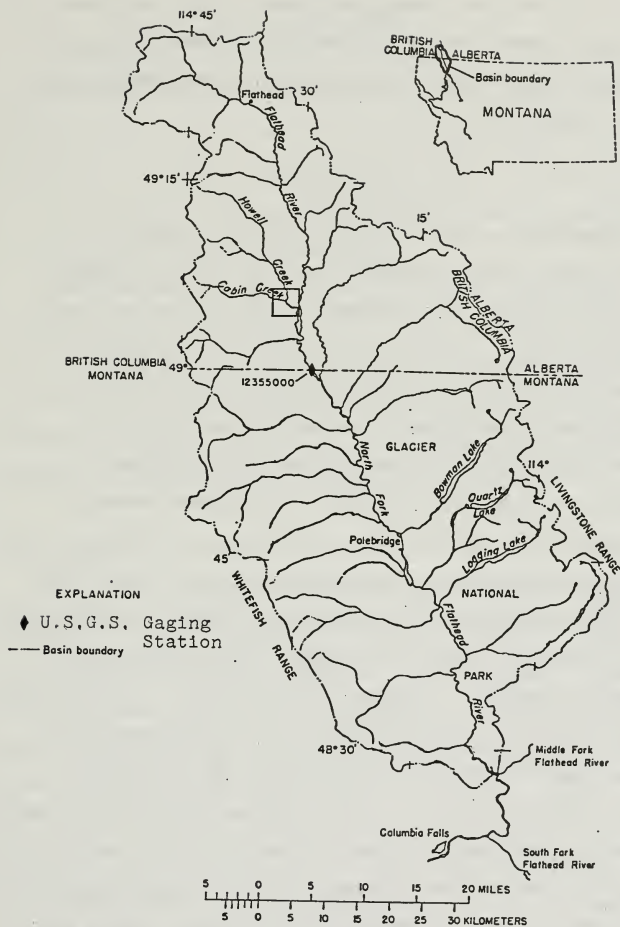 114° 45'
BRITISH
COLUMBIA
ALBERTA
Basin boundary
MONTANA
Flathead
30'
Flathead
River
49° 15'
Howell
Creek
15'
Cabin Creek
ALBERTA
BRITISH COLUMBIA
BRITISH COLUMBIA
MONTANA
49°
ALBERTA
MONTANA
12355000
North
Fork
GLACIER
Bowman Lake
114°
Quartz
Lake
LIVINGSTONE RANGE
Polebridge
Logging Lake
45'
NATIONAL
EXPLANATION
U.S.G.S. Gaging
Station
Basin boundary
WHITEFISH
RANGE
Flathead
PARK
River
48° 30'
Middle Fork
Flathead River
Columbia Falls
South Fork
Flathead River
5 0 5 10 15 20 MILES
5 0 5 10 15 20 25 30 KILOMETERS